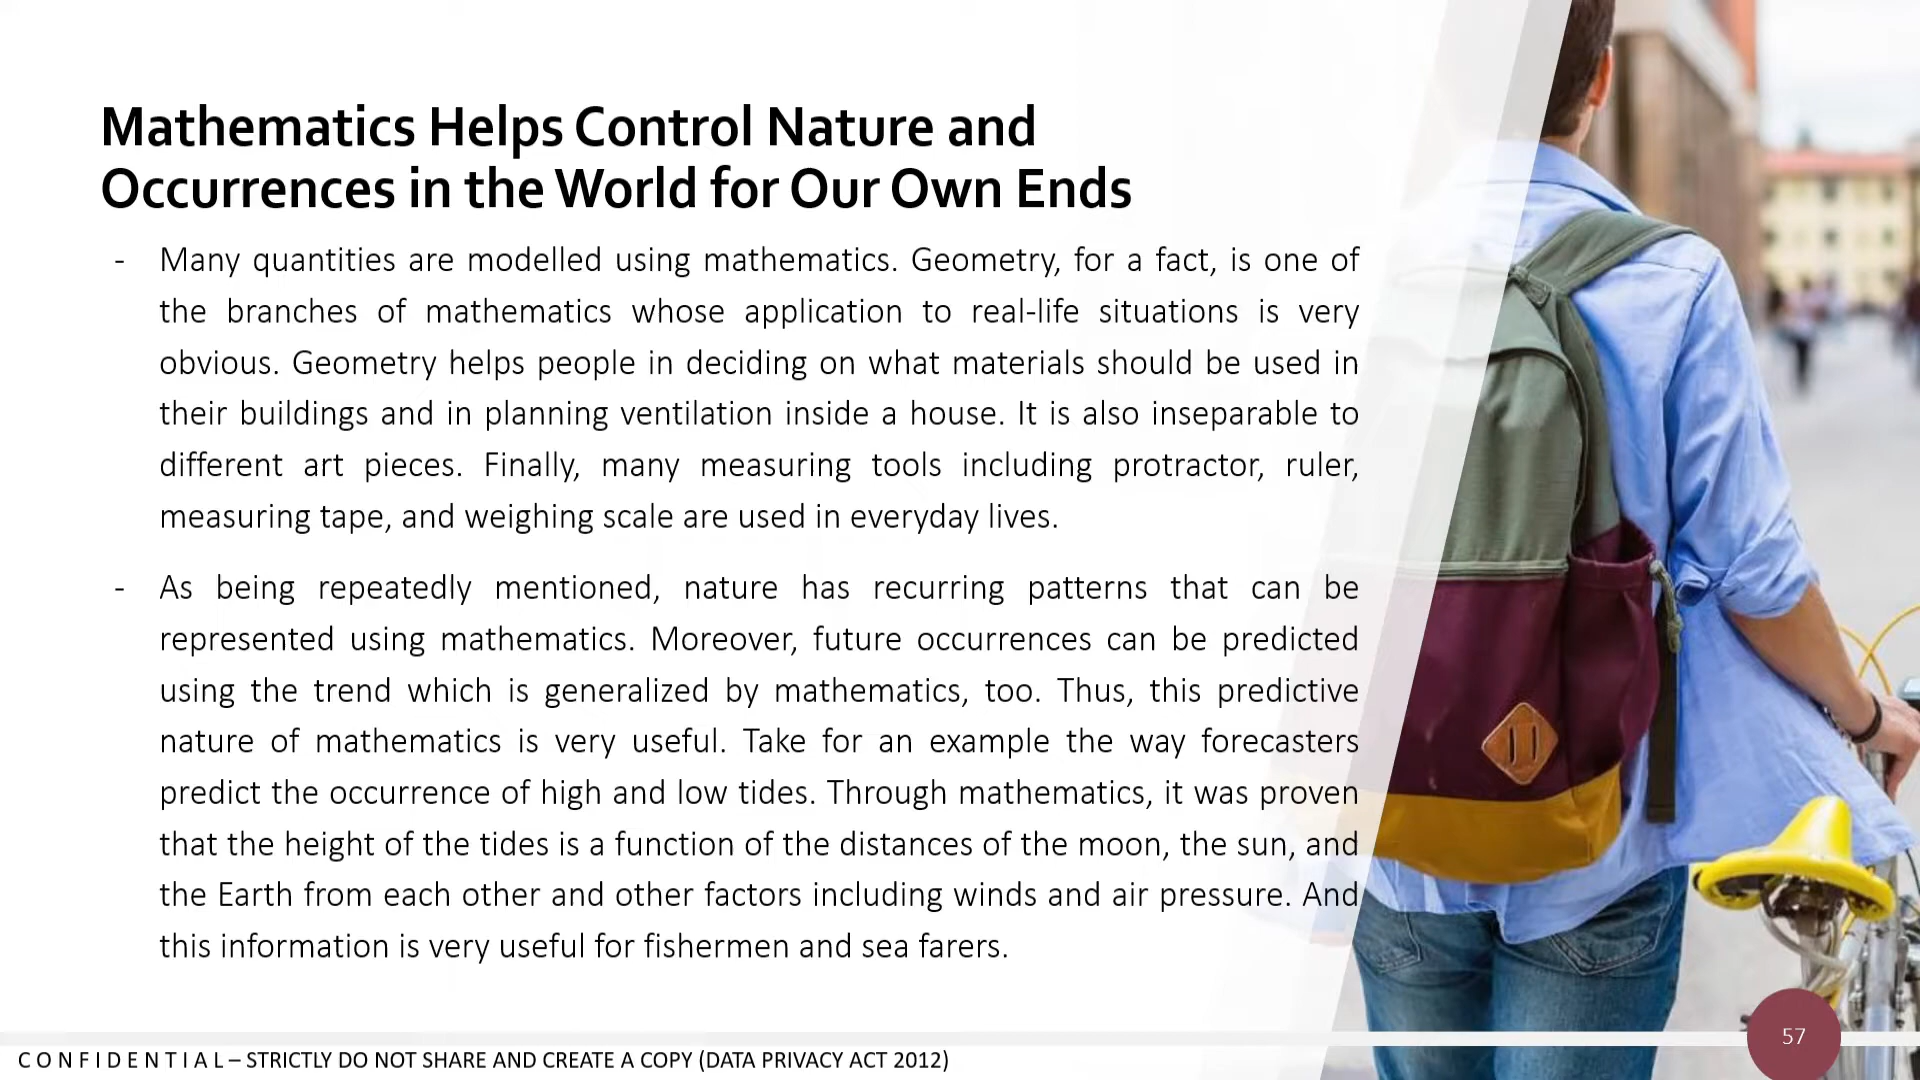 Mathematics Helps Control Nature and
Occurrences in the World for Our Own Ends
- Many quantities are modelled using mathematics. Geometry, for a fact, is one of
the branches of mathematics whose application to real-life situations is very
obvious. Geometry helps people in deciding on what materials should be used in
their buildings and in planning ventilation inside a house. It is also inseparable to
different art pieces. Finally, many measuring tools including protractor, ruler,
measuring tape, and weighing scale are used in everyday lives.
- As being repeatedly mentioned, nature has recurring patterns that can be
represented using mathematics. Moreover, future occurrences can be predicted
using the trend which is generalized by mathematics, too. Thus, this predictive
nature of mathematics is very useful. Take for an example the way forecasters
predict the occurrence of high and low tides. Through mathematics, it was proven
that the height of the tides is a function of the distances of the moon, the sun, and
the Earth from each other and other factors including winds and air pressure. And
this information is very useful for fishermen and sea farers.
57
C O N F I D E N T I A L – STRICTLY DO NOT SHARE AND CREATE A COPY (DATA PRIVACY ACT 2012)